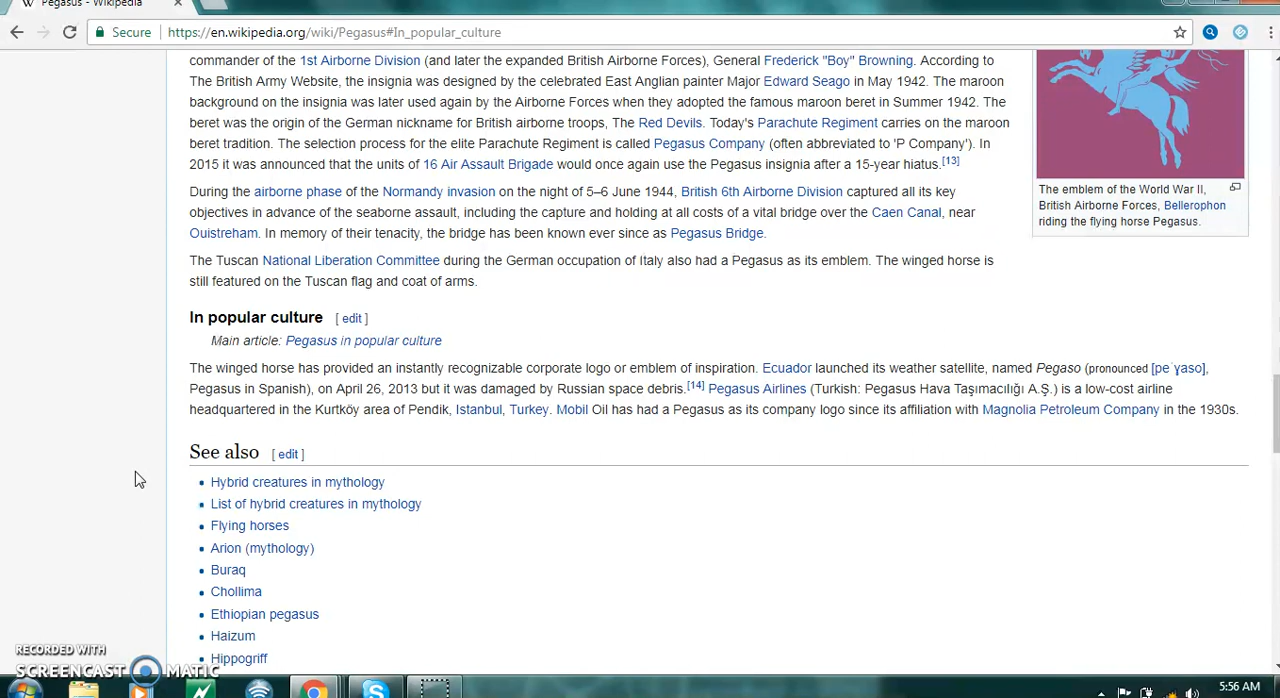 Pegasus - Wikipedia
Secure | https://en.wikipedia.org/wiki/Pegasus#In_popular_culture
commander of the 1st Airborne Division (and later the expanded British Airborne Forces), General Frederick "Boy" Browning. According to
The British Army Website, the insignia was designed by the celebrated East Anglian painter Major Edward Seago in May 1942. The maroon
background on the insignia was later used again by the Airborne Forces when they adopted the famous maroon beret in Summer 1942. The
beret was the origin of the German nickname for British airborne troops, The Red Devils. Today's Parachute Regiment carries on the maroon
beret tradition. The selection process for the elite Parachute Regiment is called Pegasus Company (often abbreviated to 'P Company'). In
2015 it was announced that the units of 16 Air Assault Brigade would once again use the Pegasus insignia after a 15-year hiatus.[13]
During the airborne phase of the Normandy invasion on the night of 5–6 June 1944, British 6th Airborne Division captured all its key
objectives in advance of the seaborne assault, including the capture and holding at all costs of a vital bridge over the Caen Canal, near
Ouistreham. In memory of their tenacity, the bridge has been known ever since as Pegasus Bridge.
The Tuscan National Liberation Committee during the German occupation of Italy also had a Pegasus as its emblem. The winged horse is
still featured on the Tuscan flag and coat of arms.
The emblem of the World War II,
British Airborne Forces, Bellerophon
riding the flying horse Pegasus.
In popular culture [ edit ]
Main article: Pegasus in popular culture
The winged horse has provided an instantly recognizable corporate logo or emblem of inspiration. Ecuador launched its weather satellite, named Pegaso (pronounced [peˈɣaso],
Pegasus in Spanish), on April 26, 2013 but it was damaged by Russian space debris.[14] Pegasus Airlines (Turkish: Pegasus Hava Taşımacılığı A.Ş.) is a low-cost airline
headquartered in the Kurtköy area of Pendik, Istanbul, Turkey. Mobil Oil has had a Pegasus as its company logo since its affiliation with Magnolia Petroleum Company in the 1930s.
See also [ edit ]
Hybrid creatures in mythology
List of hybrid creatures in mythology
Flying horses
Arion (mythology)
Buraq
Chollima
Ethiopian pegasus
Haizum
Hippogriff
RECORDED WITH
SCREENCAST MATIC
5:56 AM